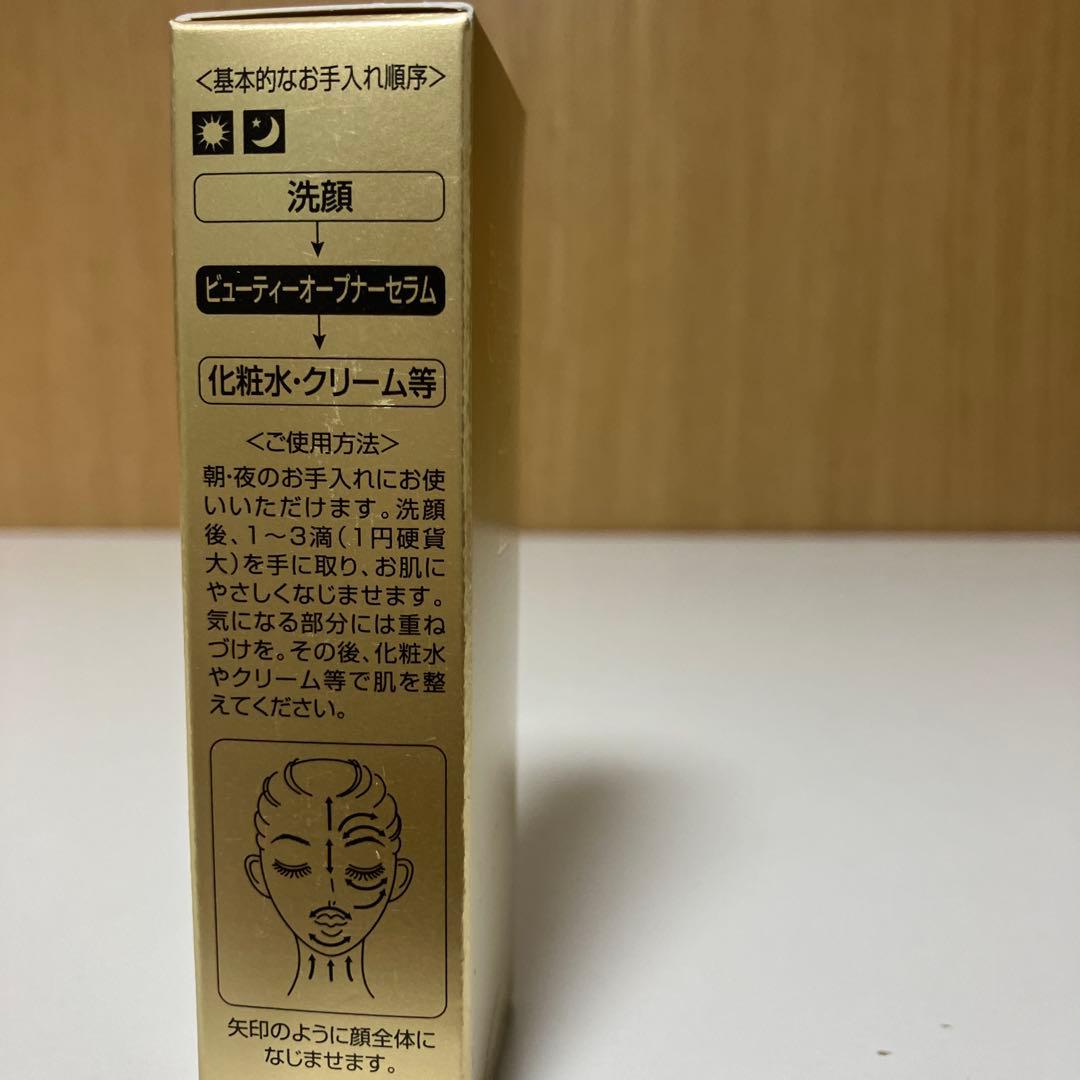 <基本的なお手入れ順序>
洗顔
ビューティーオープナーセラム
化粧水・クリーム等
<ご使用方法>
朝・夜のお手入れにお使
いいただけます。洗顔
後、1〜3滴(1円硬貨
大)を手に取り、お肌に
やさしくなじませます。
気になる部分には重ね
づけを。その後、化粧水
やクリーム等で肌を整
えてください。
矢印のように顔全体に
なじませます。